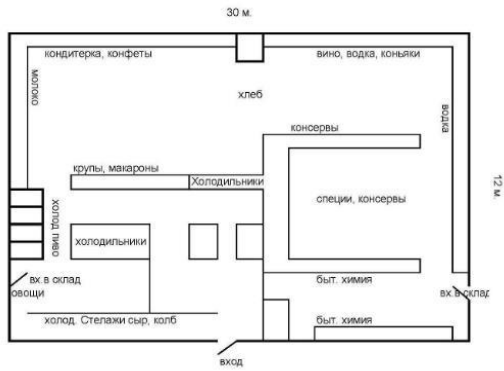 30 м.
кондитерка, конфеты
вино, водка, коньяки
молоко
хлеб
водка
консервы
крупы, макароны
Холодильники
12 м.
специи, консервы
холод пиво
холодильники
вх.в склад
овощи
быт. химия
вх.в склад
холод. Стелажи сыр, колб
быт. химия
вход